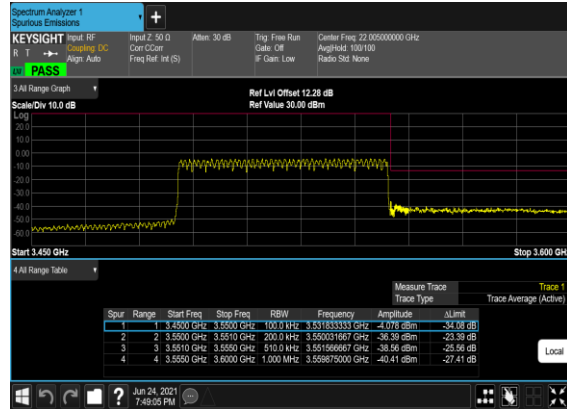 Spectrum Analyzer 1
Spurious Emissions
+
KEYSIGHT Input: RF Input Z: 50 Ω Atten: 30 dB Trig: Free Run Center Freq: 22.005000000 GHz
R T Coupling: DC Corr CCorr Gate: Off Avg|Hold: 100/100
Align: Auto Freq Ref: Int (S) IF Gain: Low Radio Std: None
PASS
3 All Range Graph
Ref Lvl Offset 12.28 dB
Scale/Div 10.0 dB Ref Value 30.00 dBm
Log
20.0
10.0
0.00
-10.0
-20.0
-30.0
-40.0
-50.0
-60.0
Start 3.450 GHz Stop 3.600 GH
4 All Range Table
Measure Trace Trace 1
Trace Type Trace Average (Active)
Spur Range Start Freq Stop Freq RBW Frequency Amplitude ΔLimit
1 1 3.4500 GHz 3.5500 GHz 100.0 kHz 3.531833333 GHz -4.078 dBm -34.08 dB
2 2 3.5500 GHz 3.5510 GHz 200.0 kHz 3.550031667 GHz -36.39 dBm -23.39 dB
3 3 3.5510 GHz 3.5550 GHz 510.0 kHz 3.551566667 GHz -38.56 dBm -25.56 dB
4 4 3.5550 GHz 3.6000 GHz 1.000 MHz 3.559875000 GHz -40.41 dBm -27.41 dB
Local
? Jun 24, 2021
7:49:05 PM